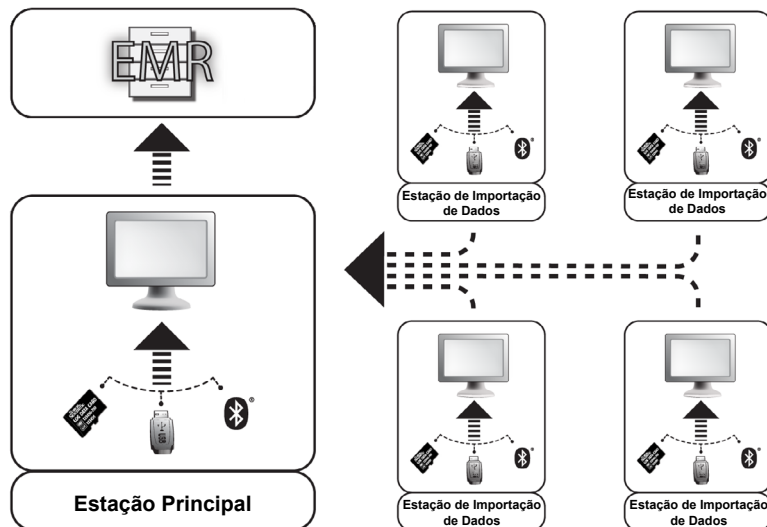 EMR
Estação de Importação
de Dados
Estação de Importação
de Dados
USB
Estação Principal
Estação de Importação
de Dados
Estação de Importação
de Dados